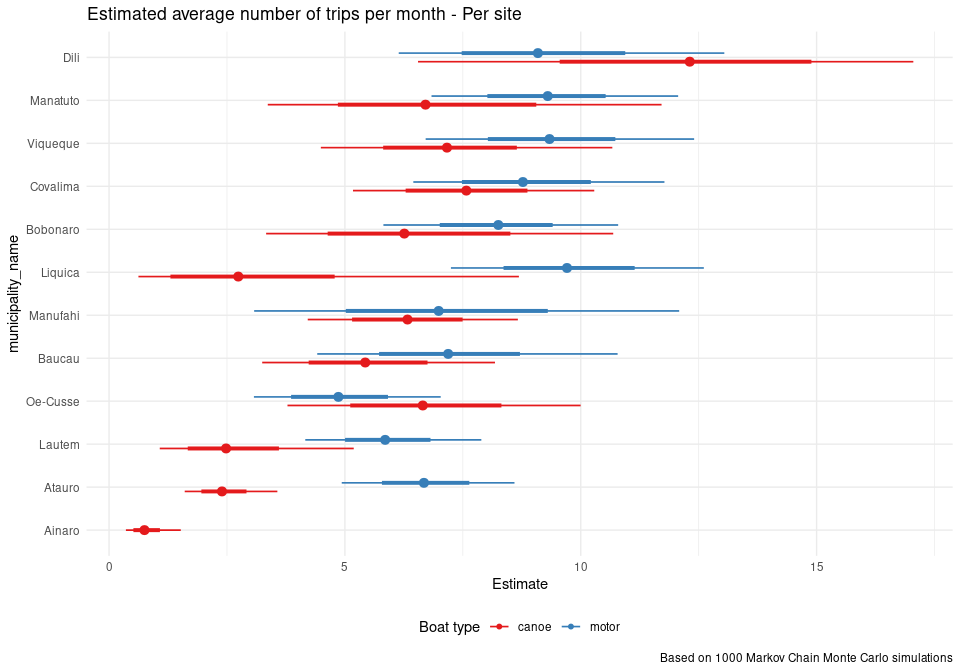 Estimated average number of trips per month - Per site
municipality_name
Dili
Manatuto
Viqueque
Covalima
Bobonaro
Liquica
Manufahi
Baucau
Oe-Cusse
Lautem
Atauro
Ainaro
0 5 10 15
Estimate
Boat type canoe motor
Based on 1000 Markov Chain Monte Carlo simulations